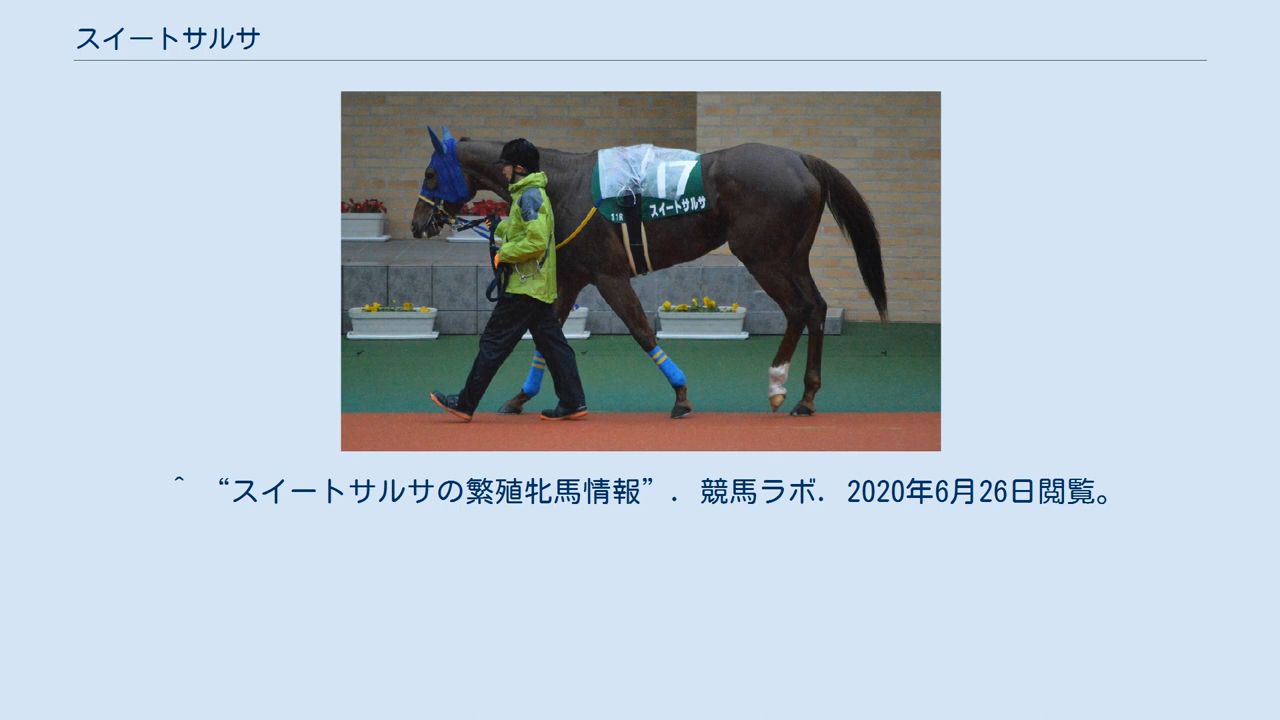 スイートサルサ
17
11R
スイートサルサ
^ “スイートサルサの繁殖牝馬情報”. 競馬ラボ. 2020年6月26日閲覧。